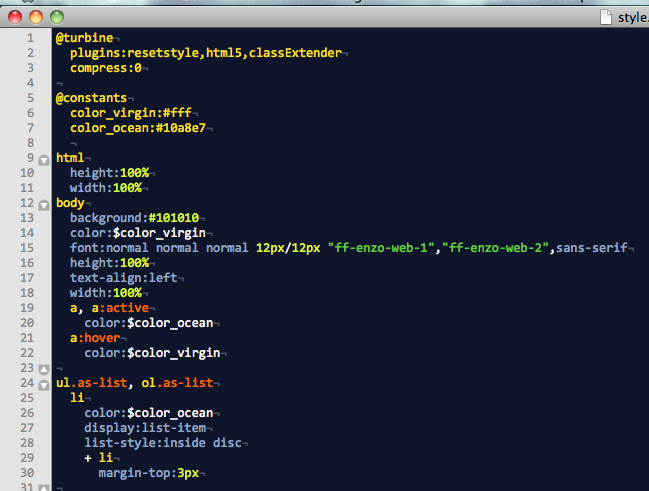 style.
1 @turbine¬
2 plugins:resetstyle,html5,classExtender¬
3 compress:0¬
4 ¬
5 @constants¬
6 color_virgin:#fff¬
7 color_ocean:#10a8e7¬
8 ¬
9 html¬
10 height:100%¬
11 width:100%¬
12 body¬
13 background:#101010¬
14 color:$color_virgin¬
15 font:normal normal normal 12px/12px "ff-enzo-web-1","ff-enzo-web-2",sans-serif¬
16 height:100%¬
17 text-align:left¬
18 width:100%¬
19 a, a:active¬
20 color:$color_ocean¬
21 a:hover¬
22 color:$color_virgin¬
23 ¬
24 ul.as-list, ol.as-list¬
25 li¬
26 color:$color_ocean¬
27 display:list-item¬
28 list-style:inside disc¬
29 + li¬
30 margin-top:3px¬
31 ¬